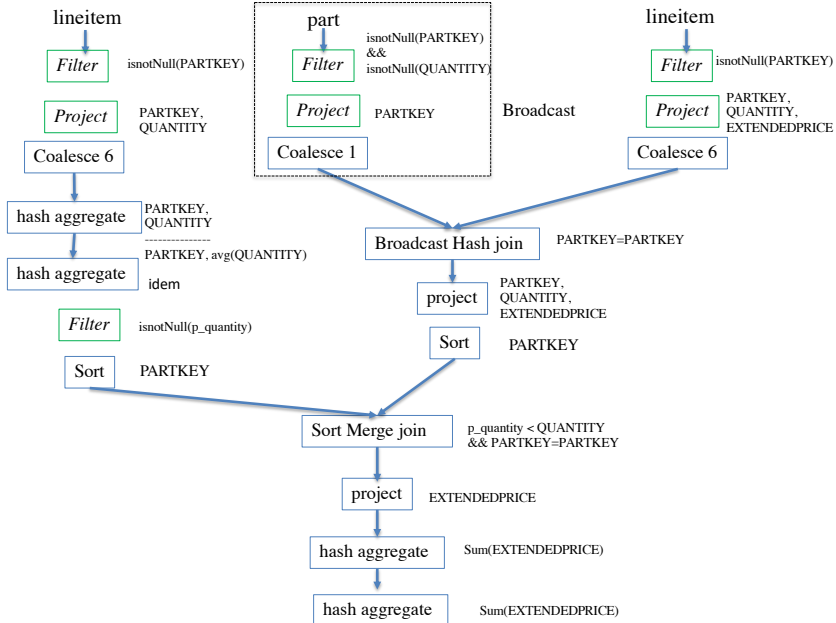 lineitem
part
lineitem
Filter
isnotNull(PARTKEY)
Filter
isnotNull(PARTKEY)
&&
isnotNull(QUANTITY)
Filter
isnotNull(PARTKEY)
Project
PARTKEY,
QUANTITY
Project
PARTKEY
Broadcast
Project
PARTKEY,
QUANTITY,
EXTENDEDPRICE
Coalesce 6
Coalesce 1
Coalesce 6
hash aggregate
PARTKEY,
QUANTITY
----------------
PARTKEY, avg(QUANTITY)
hash aggregate
idem
Broadcast Hash join
PARTKEY=PARTKEY
project
PARTKEY,
QUANTITY,
EXTENDEDPRICE
Filter
isnotNull(p_quantity)
Sort
PARTKEY
Sort
PARTKEY
Sort Merge join
p_quantity < QUANTITY
&& PARTKEY=PARTKEY
project
EXTENDEDPRICE
hash aggregate
Sum(EXTENDEDPRICE)
hash aggregate
Sum(EXTENDEDPRICE)